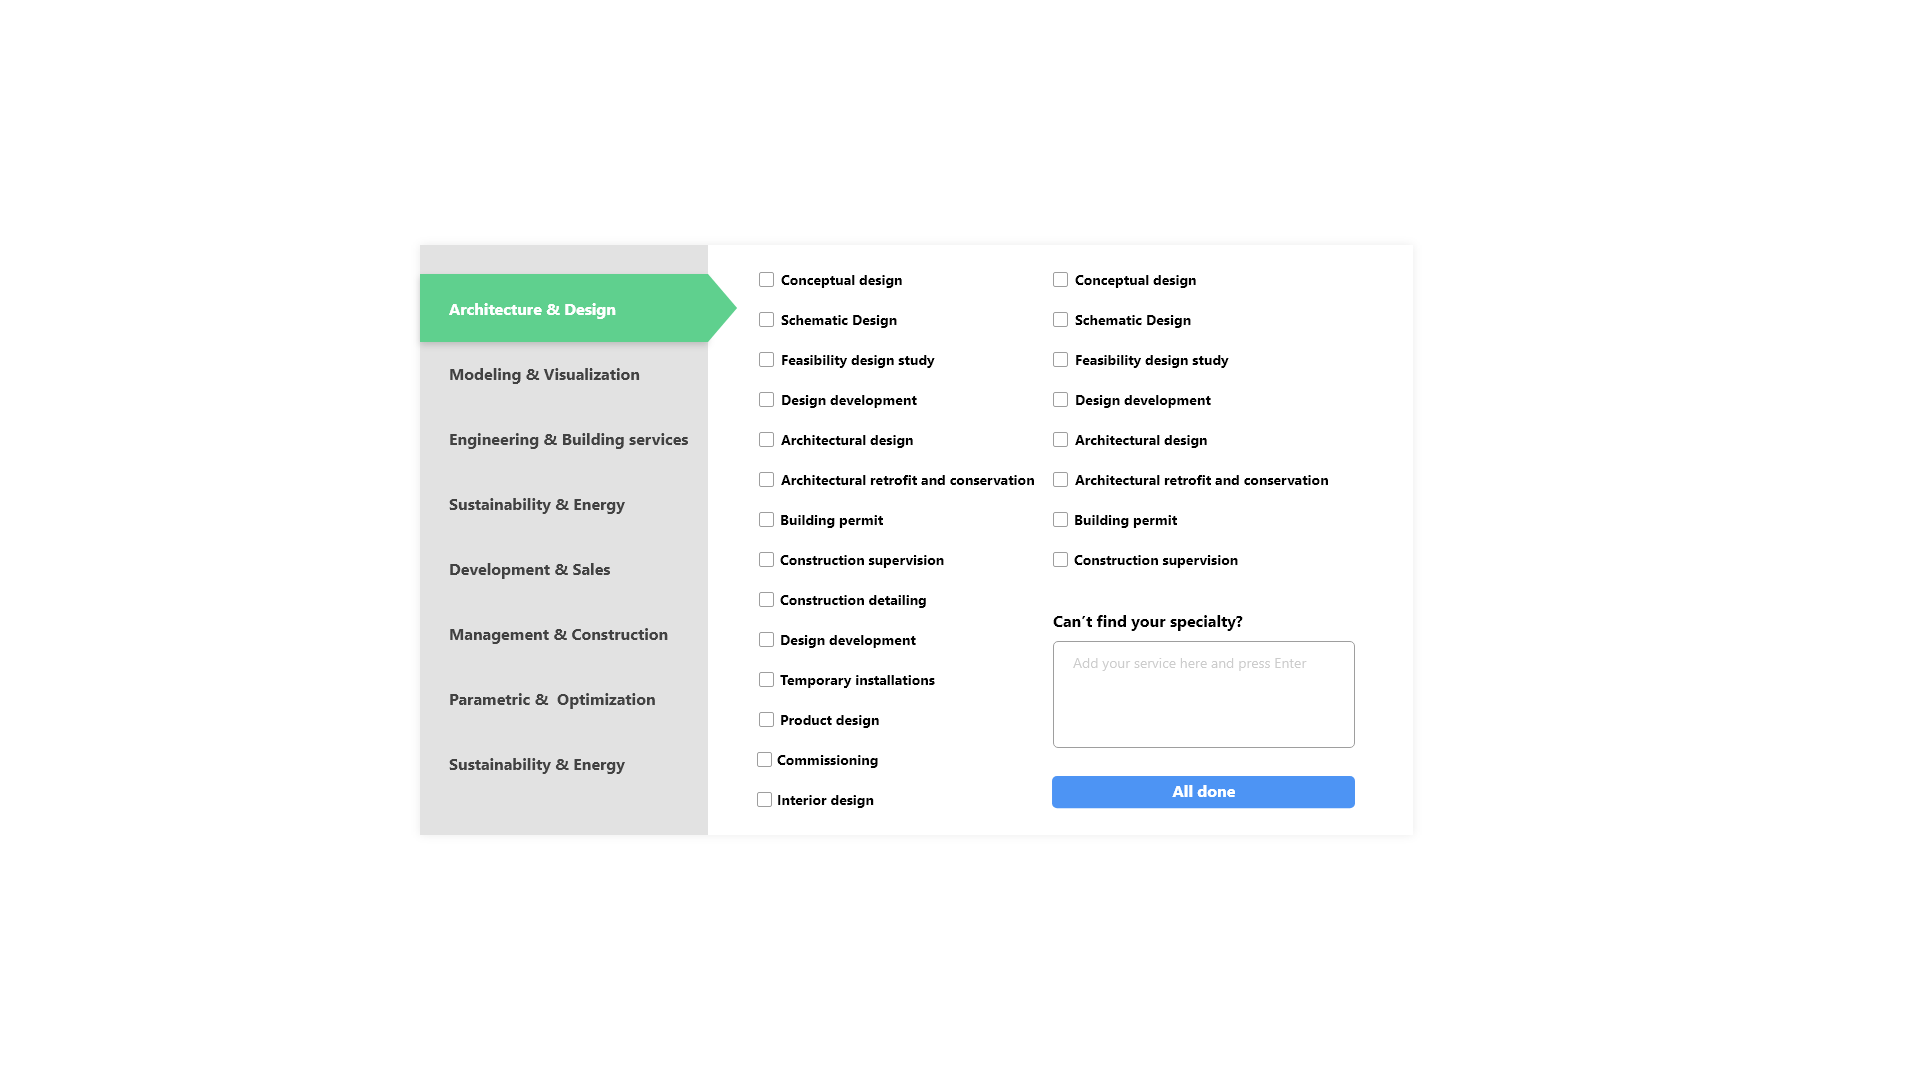 Architecture & Design
Modeling & Visualization
Engineering & Building services
Sustainability & Energy
Development & Sales
Management & Construction
Parametric &  Optimization
Sustainability & Energy
Conceptual design
Schematic Design
Feasibility design study
Design development
Architectural design
Architectural retrofit and conservation
Building permit
Construction supervision
Construction detailing
Design development
Temporary installations
Product design
Commissioning
Interior design
Conceptual design
Schematic Design
Feasibility design study
Design development
Architectural design
Architectural retrofit and conservation
Building permit
Construction supervision
Can’t find your specialty?
Add your service here and press Enter
All done